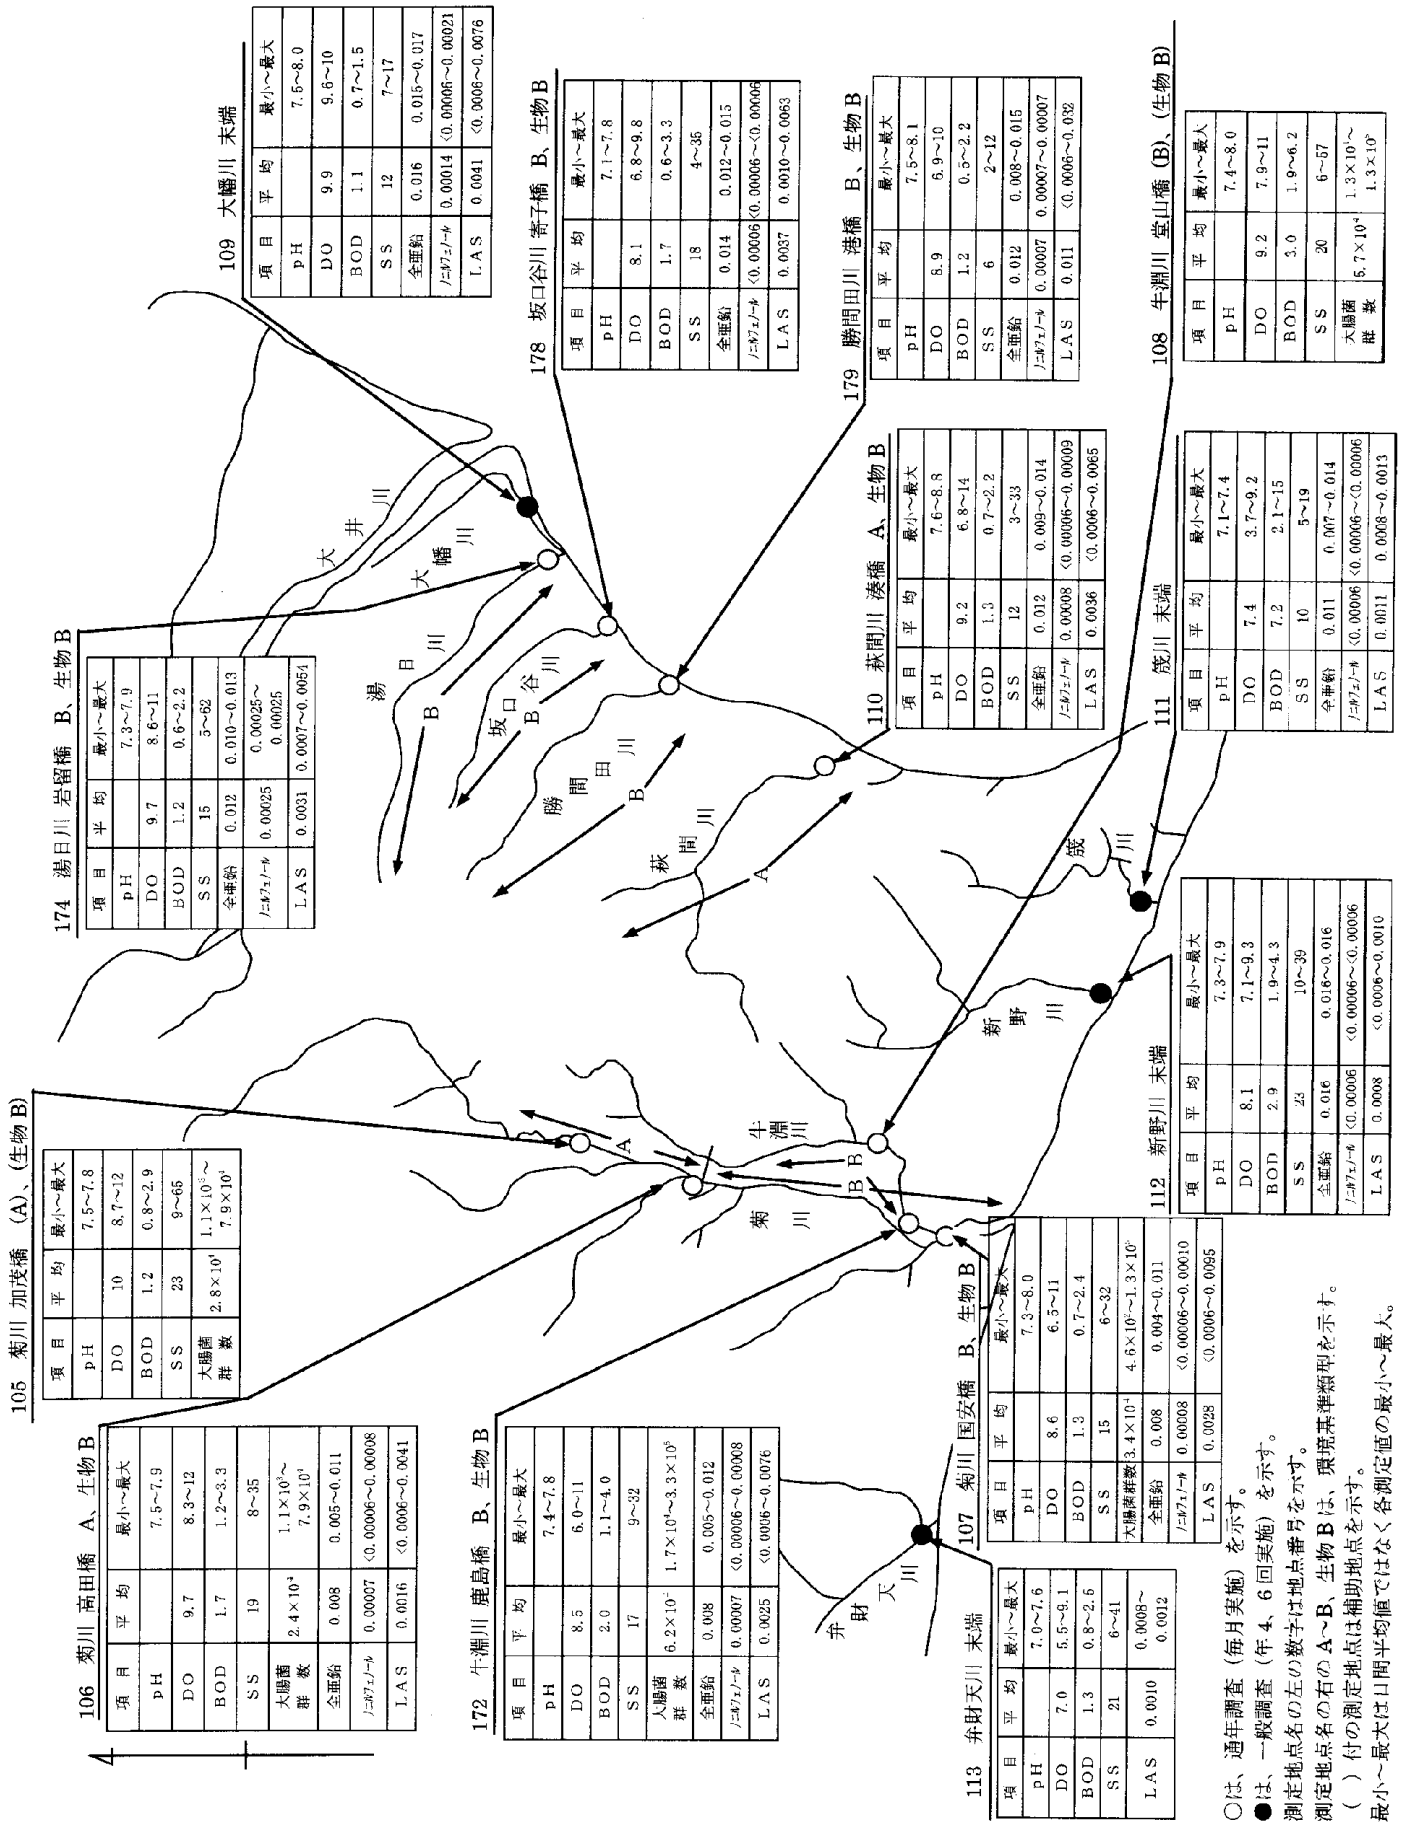 105 菊川 加茂橋 (A)、(生物B)
項 目 平 均 最小～最大
pH 7.5～7.8
DO 10 8.7～12
BOD 1.2 0.8～2.9
SS 23 9～65
大腸菌群 数 2.8×10⁴ 7.9×10⁴
106 菊川 高田橋 A、生物B
項 目 平 均 最小～最大
pH 7.5～7.9
DO 9.7 8.3～12
BOD 1.7 1.2～3.3
SS 19 8～35
大腸菌群 数 2.4×10⁴ 1.1×10³～7.9×10⁴
全亜鉛 0.008 0.005～0.011
ノニルフェノール 0.00007 <0.00006～0.00008
LAS 0.0016 <0.0006～0.0041
172 牛淵川 鹿島橋 B、生物B
項 目 平 均 最小～最大
pH 7.4～7.8
DO 8.5 6.0～11
BOD 2.0 1.1～4.0
SS 17 9～32
大腸菌群 数 1.7×10⁴～3.3×10⁵
全亜鉛 0.008 0.005～0.012
ノニルフェノール 0.00007 <0.00006～0.00008
LAS 0.0025 <0.0006～0.0076
113 弁財天川 末端
項 目 平 均 最小～最大
pH 7.0～7.6
DO 7.0 5.5～9.1
BOD 1.3 0.8～2.5
SS 21 6～41
LAS 0.0010 0.0008～0.0012
107 菊川 国安橋 B、生物B
項 目 平 均 最小～最大
pH 7.3～8.0
DO 8.6 6.5～11
BOD 1.3 0.7～2.4
SS 15 6～32
大腸菌群数 3.4×10⁴
全亜鉛 0.008 0.004～0.011
ノニルフェノール 0.00008 <0.00006～0.00010
LAS 0.0028 <0.0006～0.0095
112 新野川 末端
項 目 平 均 最小～最大
pH 7.3～7.9
DO 8.1 7.1～9.3
BOD 2.9 1.9～4.3
SS 23 10～39
全亜鉛 0.016 0.016～0.016
ノニルフェノール <0.00006 <0.00006～<0.00006
LAS 0.0008 <0.0006～0.0010
174 湯日川 岩留橋 B、生物B
項 目 平 均 最小～最大
pH 7.3～7.9
DO 9.7 8.6～11
BOD 1.2 0.6～2.2
SS 15 5～62
全亜鉛 0.012 0.010～0.013
ノニルフェノール 0.00025 0.00025～0.00025
LAS 0.0031 0.0007～0.0054
109 大幡川 末端
項 目 平 均 最小～最大
pH 7.5～8.0
DO 9.9 9.6～10
BOD 1.1 0.7～1.5
SS 12 7～17
全亜鉛 0.016 0.015～0.017
ノニルフェノール 0.00014 <0.00006～0.00021
LAS 0.0041 <0.0006～0.0076
178 坂口谷川 寄子橋 B、生物B
項 目 平 均 最小～最大
pH 7.1～7.8
DO 8.1 6.8～9.8
BOD 1.7 0.6～3.3
SS 18 4～35
全亜鉛 0.014 0.012～0.015
ノニルフェノール <0.00006 <0.00006～<0.00006
LAS 0.0037 0.0010～0.0063
179 勝間田川 港橋 B、生物B
項 目 平 均 最小～最大
pH 7.5～8.1
DO 8.9 6.9～10
BOD 1.2 0.5～2.2
SS 6 2～12
全亜鉛 0.012 0.008～0.015
ノニルフェノール 0.00007 0.00007～0.00007
LAS 0.011 <0.0006～0.032
110 萩間川 湊橋 A、生物B
項 目 平 均 最小～最大
pH 7.6～8.8
DO 9.2 6.8～14
BOD 1.3 0.7～2.2
SS 12 3～33
全亜鉛 0.012 0.009～0.014
ノニルフェノール 0.00008 <0.00006～0.00009
LAS 0.0036 <0.0006～0.0065
108 牛淵川 堂山橋 (B)、(生物B)
項 目 平 均 最小～最大
pH 7.4～8.0
DO 9.2 7.9～11
BOD 3.0 1.9～6.2
SS 20 6～57
大腸菌群 数 5.7×10⁴
111 筬川 末端
項 目 平 均 最小～最大
pH 7.1～7.4
DO 7.4 3.7～9.2
BOD 7.2 2.1～15
SS 10 5～19
全亜鉛 0.011 0.007～0.014
ノニルフェノール <0.00006 <0.00006～<0.00006
LAS 0.0011 0.0008～0.0013
大井川
大幡川
湯日川
B
坂口谷川
B
勝間田川
B
萩間川
A
筬川
新野川
牛淵川
菊川
A
B
B
弁財天川
○は、通年調査（毎月実施）を示す。
●は、一般調査（年4、6回実施）を示す。
測定地点名の左の数字は地点番号を示す。
測定地点名の右のA～B、生物Bは、環境基準類型を示す。
（ ）付の測定地点は補助地点を示す。
最小～最大は日間平均値ではなく各測定値の最小～最大。